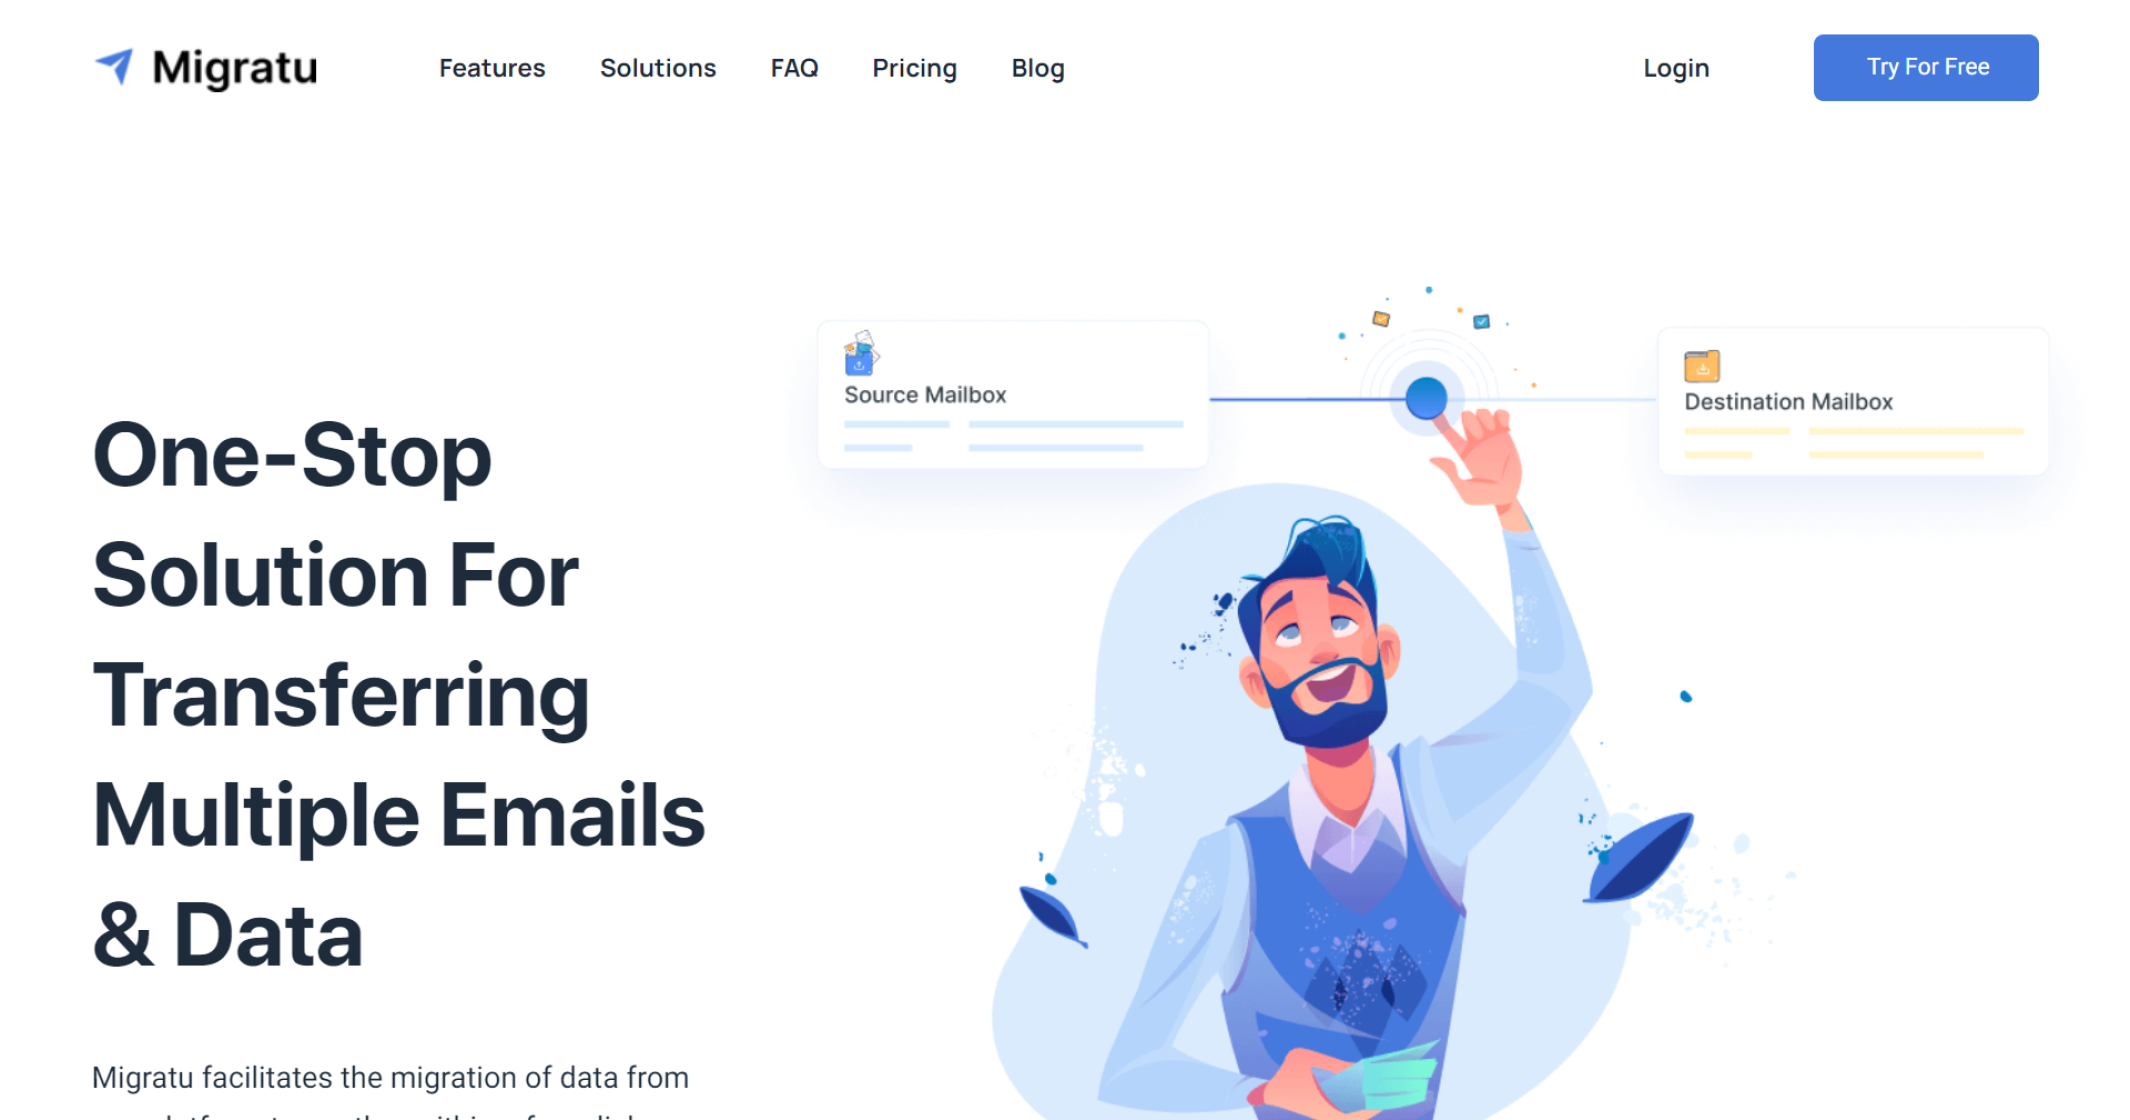 Migratu
Features Solutions FAQ Pricing Blog
Login
Try For Free
Source Mailbox
Destination Mailbox
One-Stop
Solution For
Transferring
Multiple Emails
& Data
Migratu facilitates the migration of data from